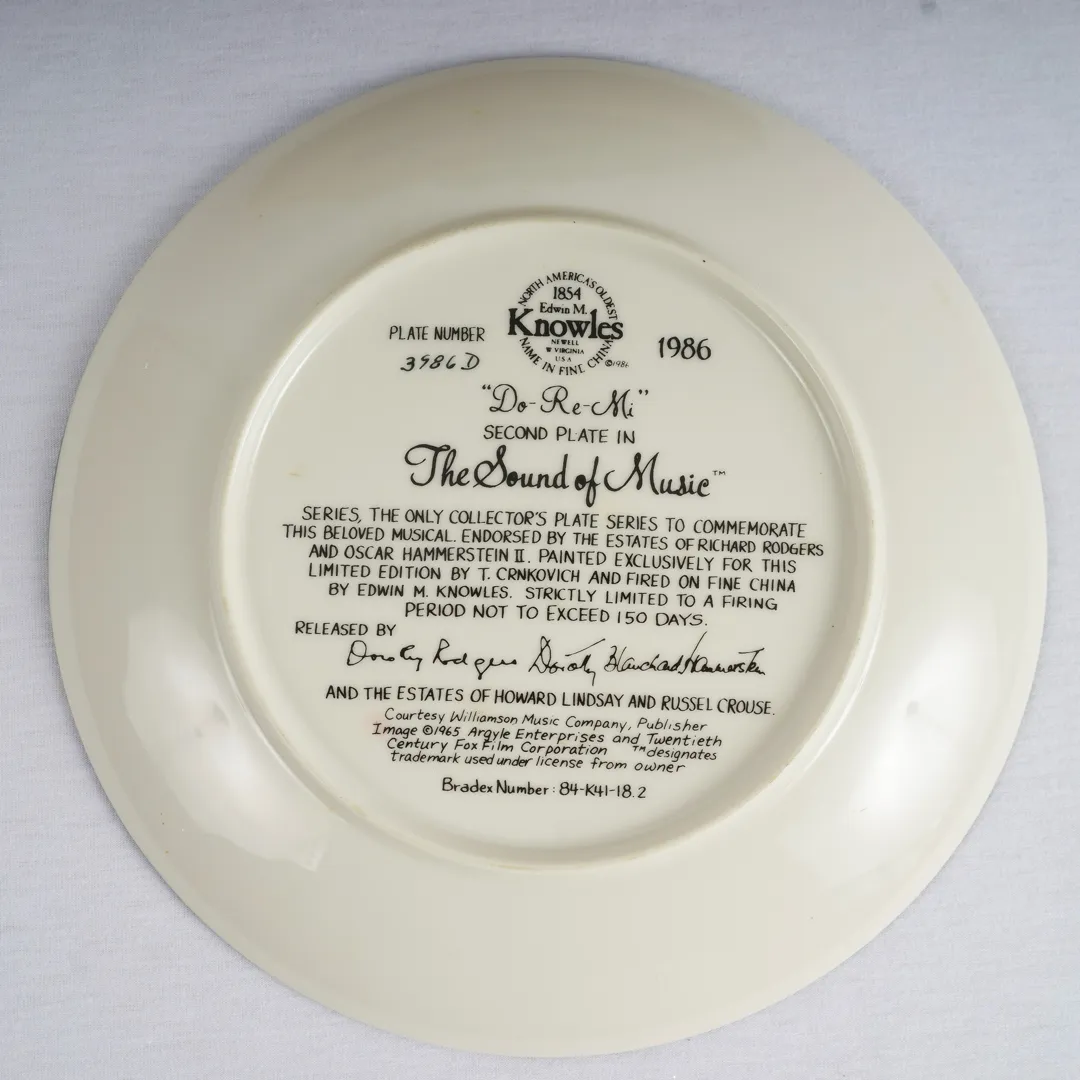 NORTH AMERICA'S OLDEST
1854
Edwin M.
Knowles
NEWELL
W VIRGINIA
USA
NAME IN FINE CHINA
©1986
PLATE NUMBER
3986 D
1986
"Do-Re-Mi"
SECOND PLATE IN
The Sound of Music™
SERIES, THE ONLY COLLECTOR'S PLATE SERIES TO COMMEMORATE
THIS BELOVED MUSICAL. ENDORSED BY THE ESTATES OF RICHARD RODGERS
AND OSCAR HAMMERSTEIN II. PAINTED EXCLUSIVELY FOR THIS
LIMITED EDITION BY T. CRNKOVICH AND FIRED ON FINE CHINA
BY EDWIN M. KNOWLES. STRICTLY LIMITED TO A FIRING
PERIOD NOT TO EXCEED 150 DAYS.
RELEASED BY
Dorothy Rodgers Dorothy Blanchard Hammerstein
AND THE ESTATES OF HOWARD LINDSAY AND RUSSEL CROUSE.
Courtesy Williamson Music Company, Publisher
Image ©1965 Argyle Enterprises and Twentieth
Century Fox Film Corporation ™designates
trademark used under license from owner
Bradex Number: 84-K41-18.2